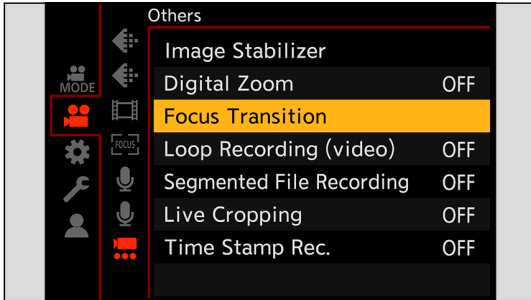 Others
Image Stabilizer
MODE
Digital Zoom OFF
Focus Transition
FOCUS
Loop Recording (video) OFF
Segmented File Recording OFF
Live Cropping OFF
Time Stamp Rec. OFF